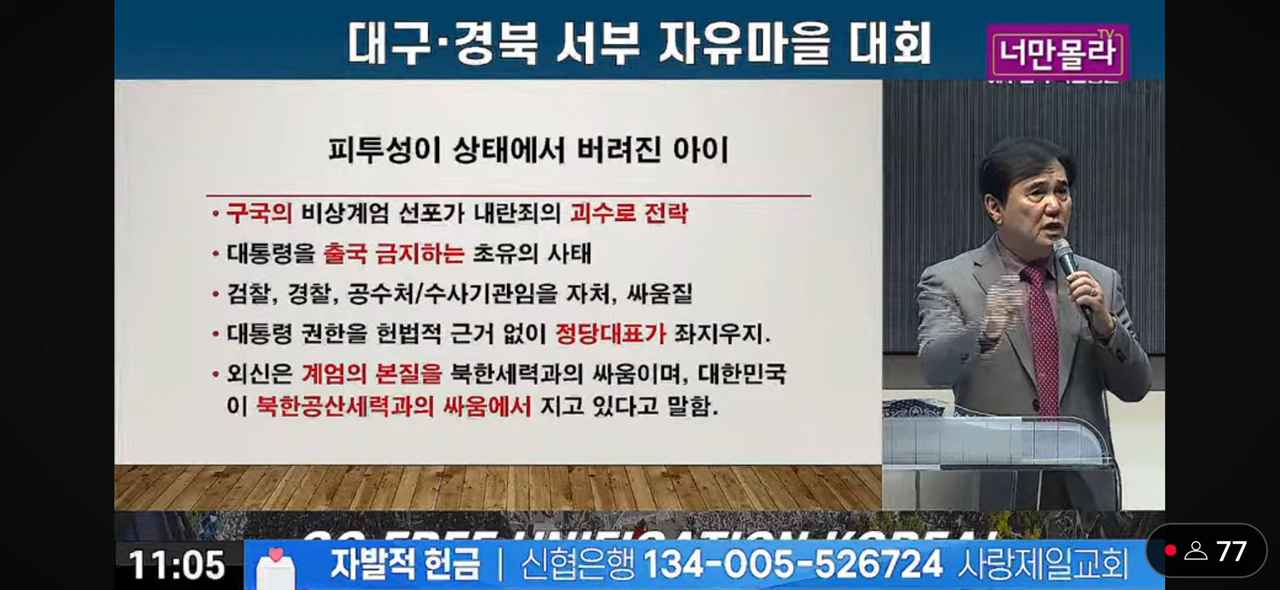 대구·경북 서부 자유마을 대회
너만몰라
TV
피투성이 상태에서 버려진 아이
• 구국의 비상계엄 선포가 내란죄의 괴수로 전락
• 대통령을 출국 금지하는 초유의 사태
• 검찰, 경찰, 공수처/수사기관임을 자처, 싸움질
• 대통령 권한을 헌법적 근거 없이 정당대표가 좌지우지.
• 외신은 계엄의 본질을 북한세력과의 싸움이며, 대한민국
이 북한공산세력과의 싸움에서 지고 있다고 말함.
11:05
자발적 헌금 | 신협은행 134-005-526724 사랑제일교회
77